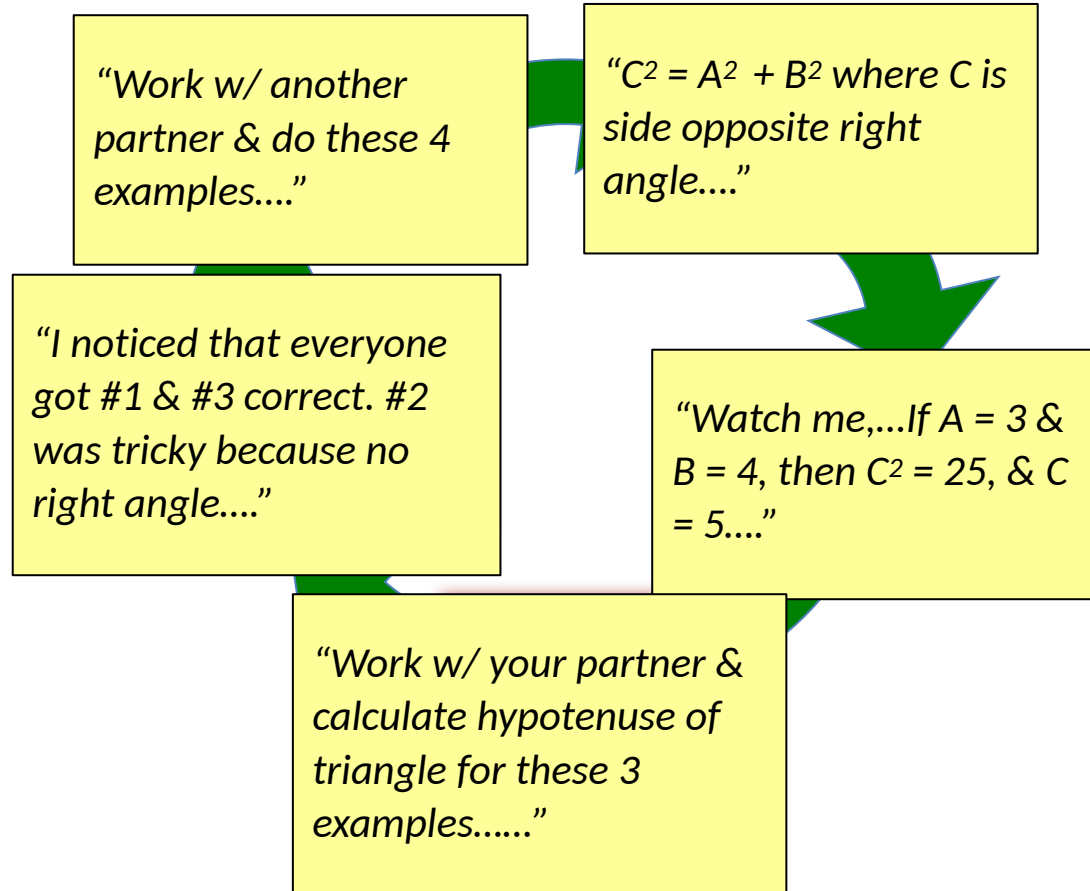 “Work w/ another
partner & do these 4
examples....”
“C² = A² + B² where C is
side opposite right
angle....”
“I noticed that everyone
got #1 & #3 correct. #2
was tricky because no
right angle....”
“Watch me,...If A = 3 &
B = 4, then C² = 25, & C
= 5....”
“Work w/ your partner &
calculate hypotenuse of
triangle for these 3
examples......”